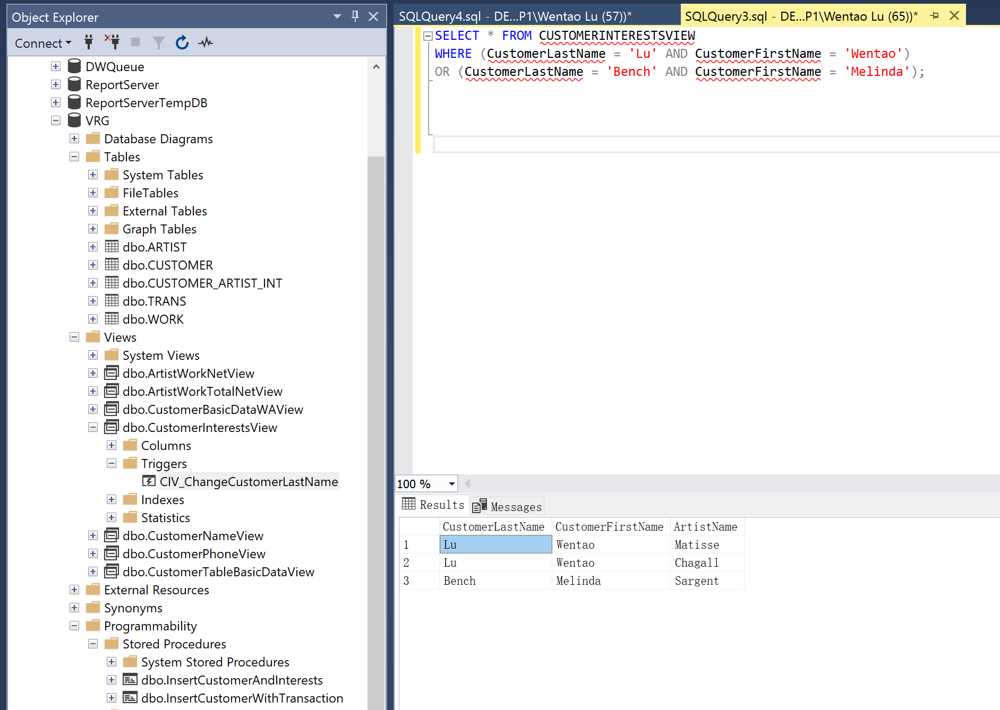 Object Explorer
Connect
DWQueue
ReportServer
ReportServerTempDB
VRG
Database Diagrams
Tables
System Tables
FileTables
External Tables
Graph Tables
dbo.ARTIST
dbo.CUSTOMER
dbo.CUSTOMER_ARTIST_INT
dbo.TRANS
dbo.WORK
Views
System Views
dbo.ArtistWorkNetView
dbo.ArtistWorkTotalNetView
dbo.CustomerBasicDataWAView
dbo.CustomerInterestsView
Columns
Triggers
CIV_ChangeCustomerLastName
Indexes
Statistics
dbo.CustomerNameView
dbo.CustomerPhoneView
dbo.CustomerTableBasicDataView
External Resources
Synonyms
Programmability
Stored Procedures
System Stored Procedures
dbo.InsertCustomerAndInterests
dbo.InsertCustomerWithTransaction
SQLQuery4.sql - DE...P1\Wentao Lu (57))*
SQLQuery3.sql - DE...P1\Wentao Lu (65))*
SELECT * FROM CUSTOMERINTERESTSVIEW
WHERE (CustomerLastName = 'Lu' AND CustomerFirstName = 'Wentao')
OR (CustomerLastName = 'Bench' AND CustomerFirstName = 'Melinda');
100 %
Results Messages
CustomerLastName CustomerFirstName ArtistName
1 Lu Wentao Matisse
2 Lu Wentao Chagall
3 Bench Melinda Sargent